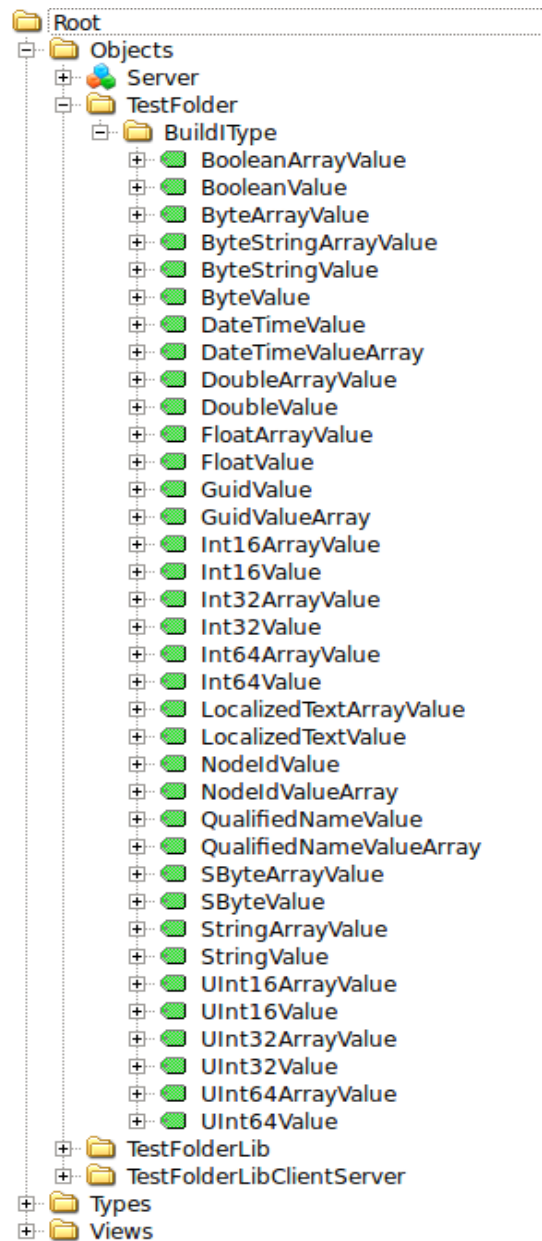 Root
Objects
Server
TestFolder
BuildIType
BooleanArrayValue
BooleanValue
ByteArrayValue
ByteStringArrayValue
ByteStringValue
ByteValue
DateTimeValue
DateTimeValueArray
DoubleArrayValue
DoubleValue
FloatArrayValue
FloatValue
GuidValue
GuidValueArray
Int16ArrayValue
Int16Value
Int32ArrayValue
Int32Value
Int64ArrayValue
Int64Value
LocalizedTextArrayValue
LocalizedTextValue
NodeIdValue
NodeIdValueArray
QualifiedNameValue
QualifiedNameValueArray
SByteArrayValue
SByteValue
StringArrayValue
StringValue
UInt16ArrayValue
UInt16Value
UInt32ArrayValue
UInt32Value
UInt64ArrayValue
UInt64Value
TestFolderLib
TestFolderLibClientServer
Types
Views